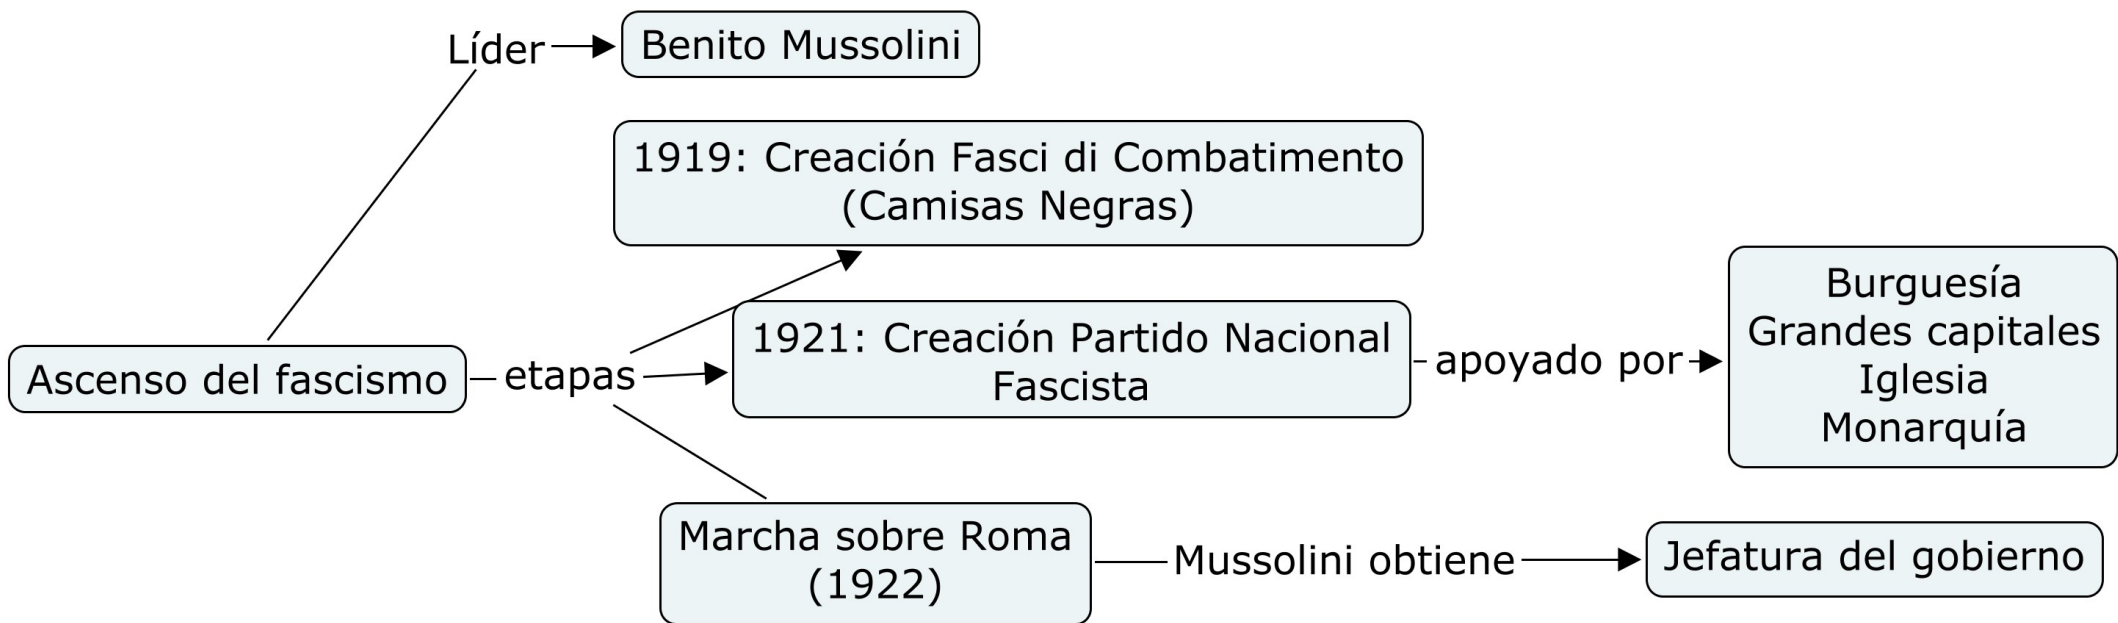 Líder
Benito Mussolini
1919: Creación Fasci di Combatimento
(Camisas Negras)
Ascenso del fascismo
etapas
1921: Creación Partido Nacional
Fascista
apoyado por
Burguesía
Grandes capitales
Iglesia
Monarquía
Marcha sobre Roma
(1922)
Mussolini obtiene
Jefatura del gobierno